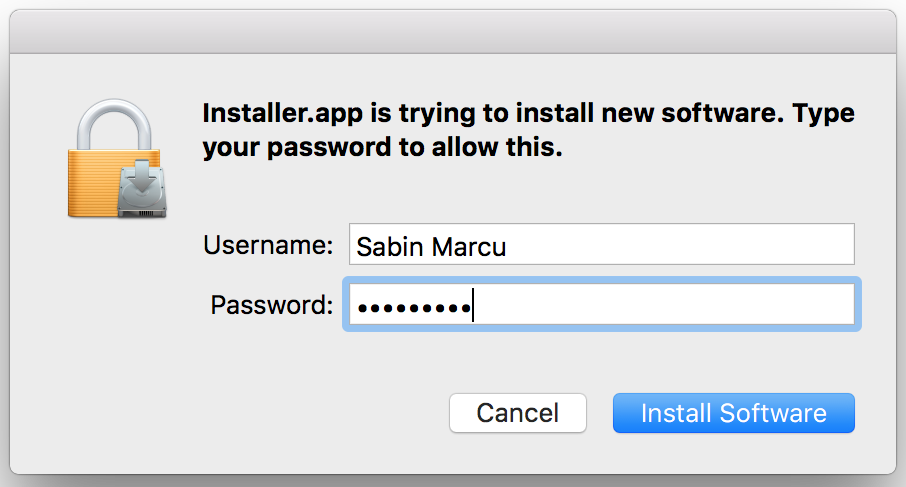 Installer.app is trying to install new software. Type
your password to allow this.
Username: Sabin Marcu
Password: •••••••••
Cancel Install Software